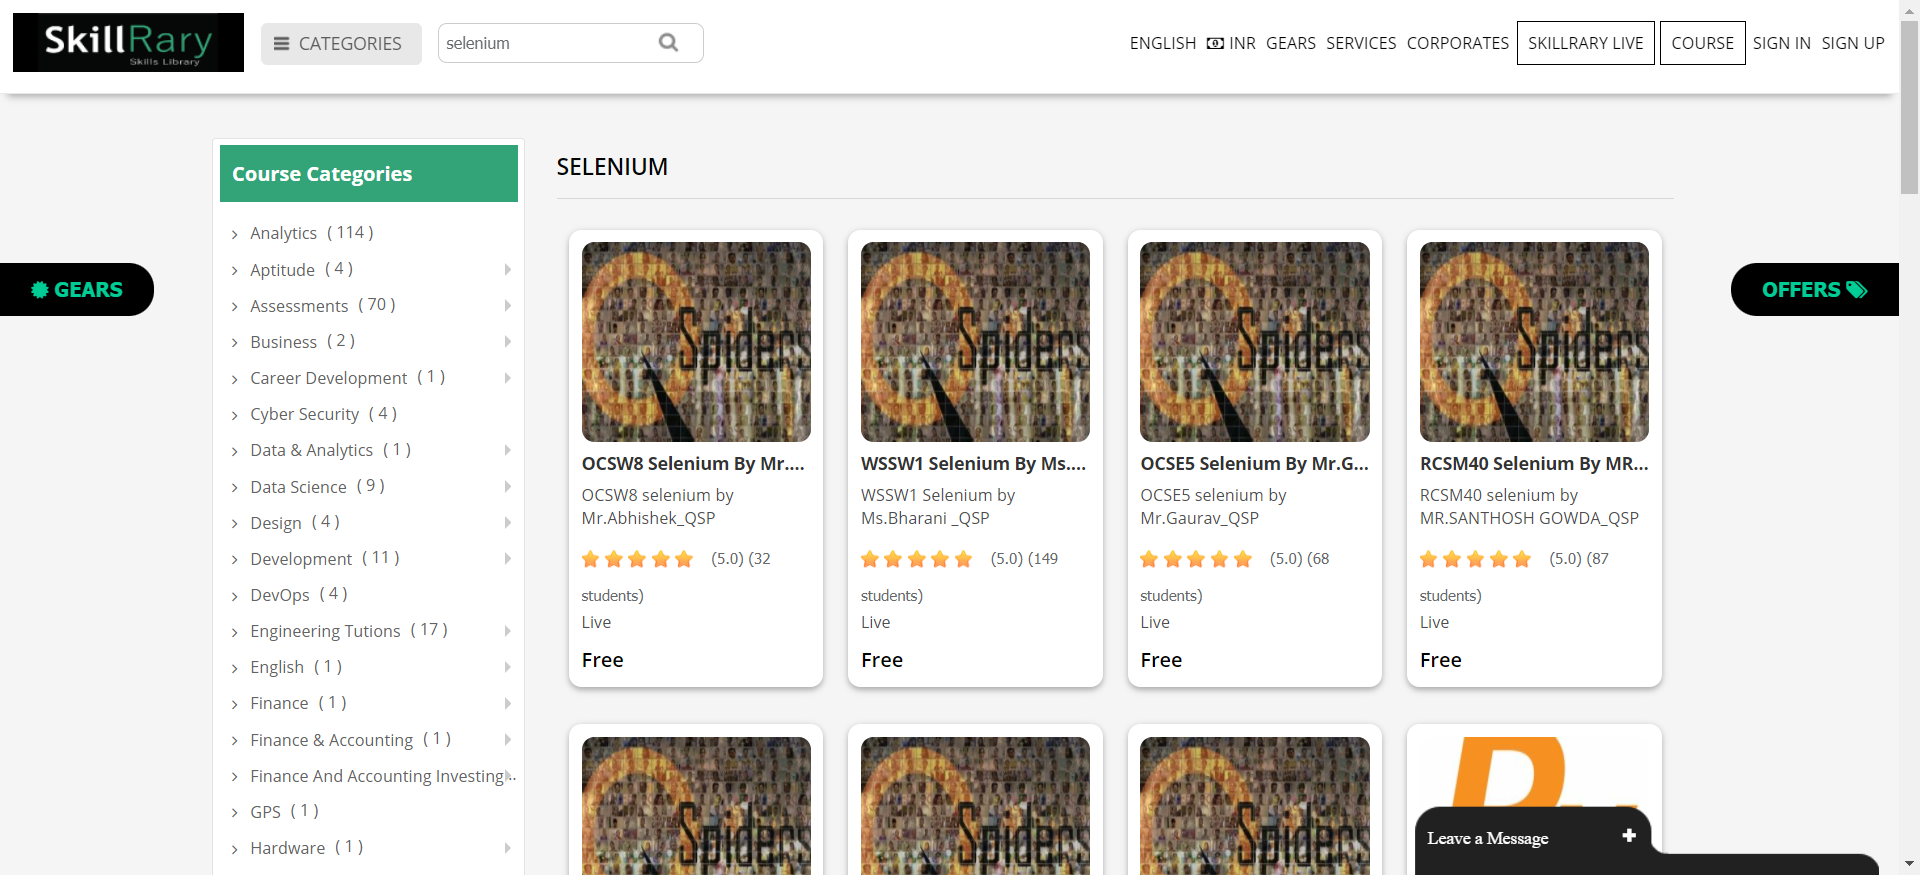 SkillRary
Skills Library
CATEGORIES
selenium
ENGLISH INR GEARS SERVICES CORPORATES SKILLRARY LIVE COURSE SIGN IN SIGN UP
Course Categories
Analytics ( 114 )
Aptitude ( 4 )
Assessments ( 70 )
Business ( 2 )
Career Development ( 1 )
Cyber Security ( 4 )
Data & Analytics ( 1 )
Data Science ( 9 )
Design ( 4 )
Development ( 11 )
DevOps ( 4 )
Engineering Tutions ( 17 )
English ( 1 )
Finance ( 1 )
Finance & Accounting ( 1 )
Finance And Accounting Investing..
GPS ( 1 )
Hardware ( 1 )
GEARS
SELENIUM
Spiders
OCSW8 Selenium By Mr....
OCSW8 selenium by
Mr.Abhishek_QSP
(5.0) (32
students)
Live
Free
Spiders
WSSW1 Selenium By Ms....
WSSW1 Selenium by
Ms.Bharani _QSP
(5.0) (149
students)
Live
Free
Spiders
OCSE5 Selenium By Mr.G...
OCSE5 selenium by
Mr.Gaurav_QSP
(5.0) (68
students)
Live
Free
Spiders
RCSM40 Selenium By MR...
RCSM40 selenium by
MR.SANTHOSH GOWDA_QSP
(5.0) (87
students)
Live
Free
OFFERS
Spiders
Spiders
Spiders
Leave a Message